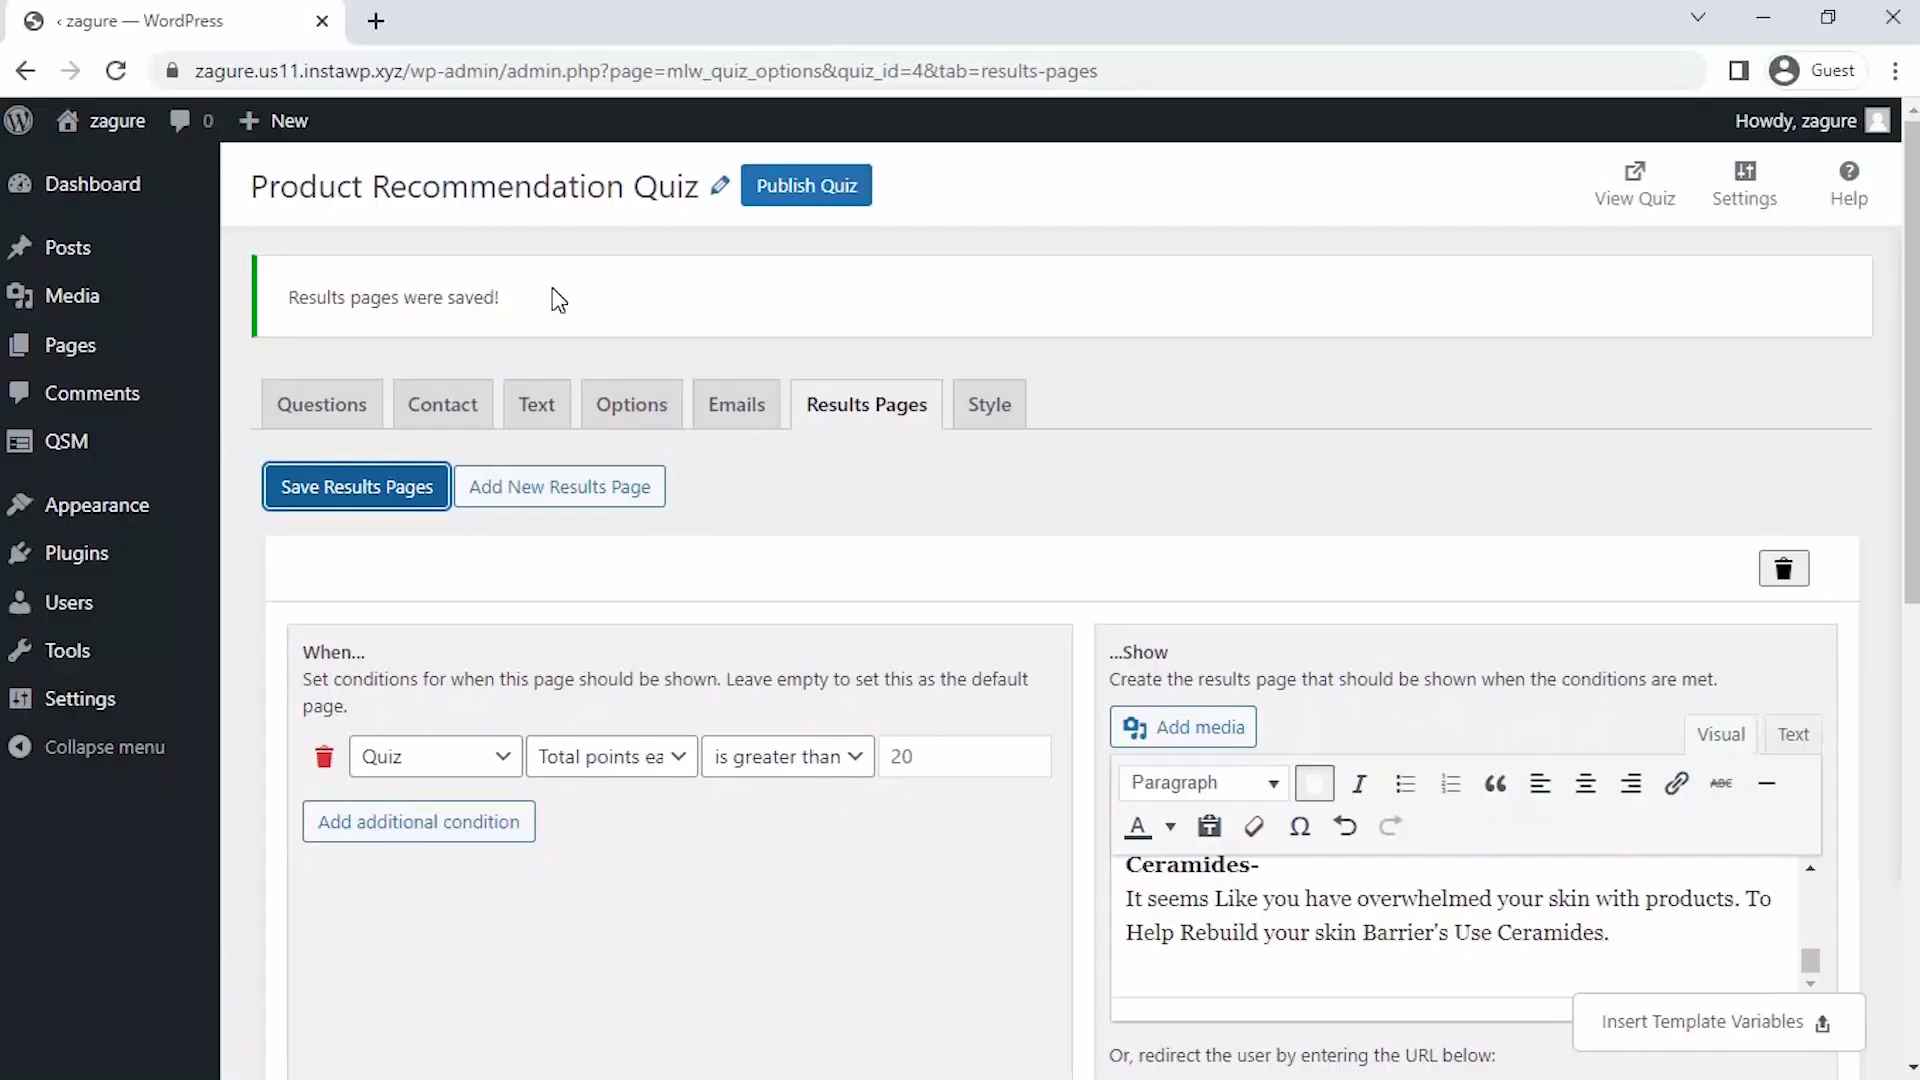 ‹ zagure — WordPress
zagure.us11.instawp.xyz/wp-admin/admin.php?page=mlw_quiz_options&quiz_id=4&tab=results-pages
Guest
zagure
0
New
Howdy, zagure
Dashboard
Posts
Media
Pages
Comments
QSM
Appearance
Plugins
Users
Tools
Settings
Collapse menu
Product Recommendation Quiz
Publish Quiz
View Quiz
Settings
Help
Results pages were saved!
Questions
Contact
Text
Options
Emails
Results Pages
Style
Save Results Pages
Add New Results Page
When...
Set conditions for when this page should be shown. Leave empty to set this as the default
page.
Quiz
Total points ea
is greater than
20
Add additional condition
...Show
Create the results page that should be shown when the conditions are met.
Add media
Visual
Text
Paragraph
ABC
A
Ceramides-
It seems Like you have overwhelmed your skin with products. To
Help Rebuild your skin Barrier's Use Ceramides.
Insert Template Variables
Or, redirect the user by entering the URL below: